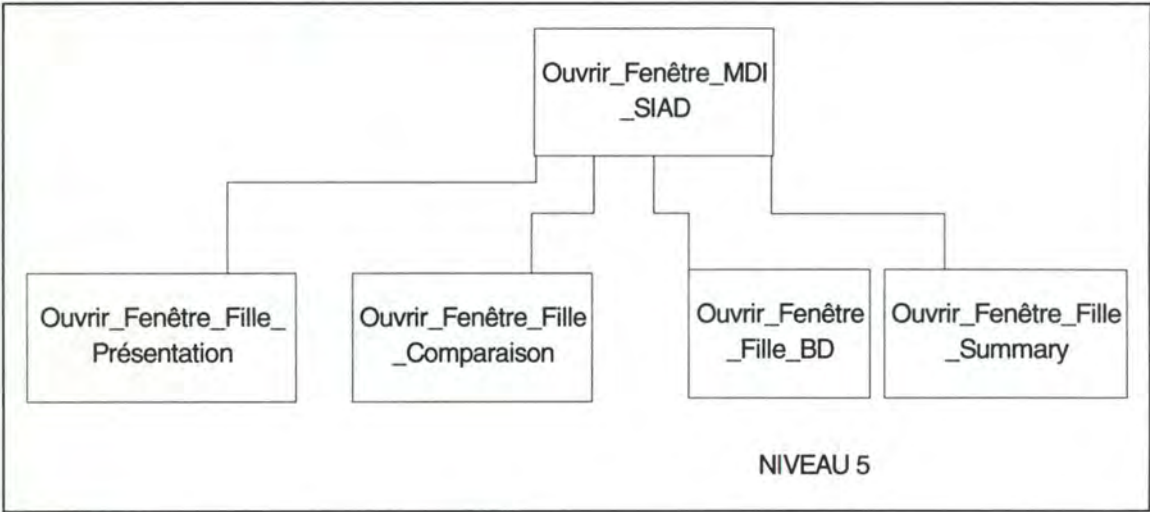 Ouvrir_Fenêtre_MDI
_SIAD
Ouvrir_Fenêtre_Fille_
Présentation
Ouvrir_Fenêtre_Fille
_Comparaison
Ouvrir_Fenêtre
_Fille_BD
Ouvrir_Fenêtre_Fille
_Summary
NIVEAU 5